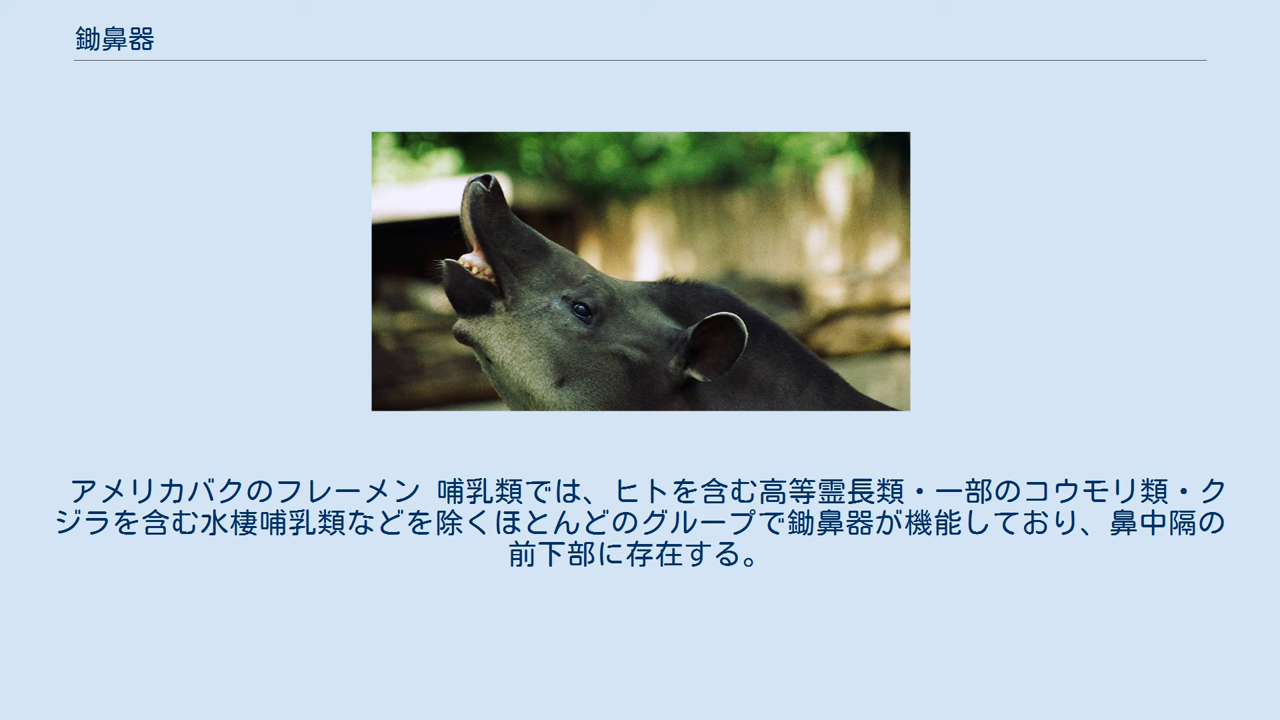 鋤鼻器
アメリカバクのフレーメン 哺乳類では、ヒトを含む高等霊長類・一部のコウモリ類・ク
ジラを含む水棲哺乳類などを除くほとんどのグループで鋤鼻器が機能しており、鼻中隔の
前下部に存在する。